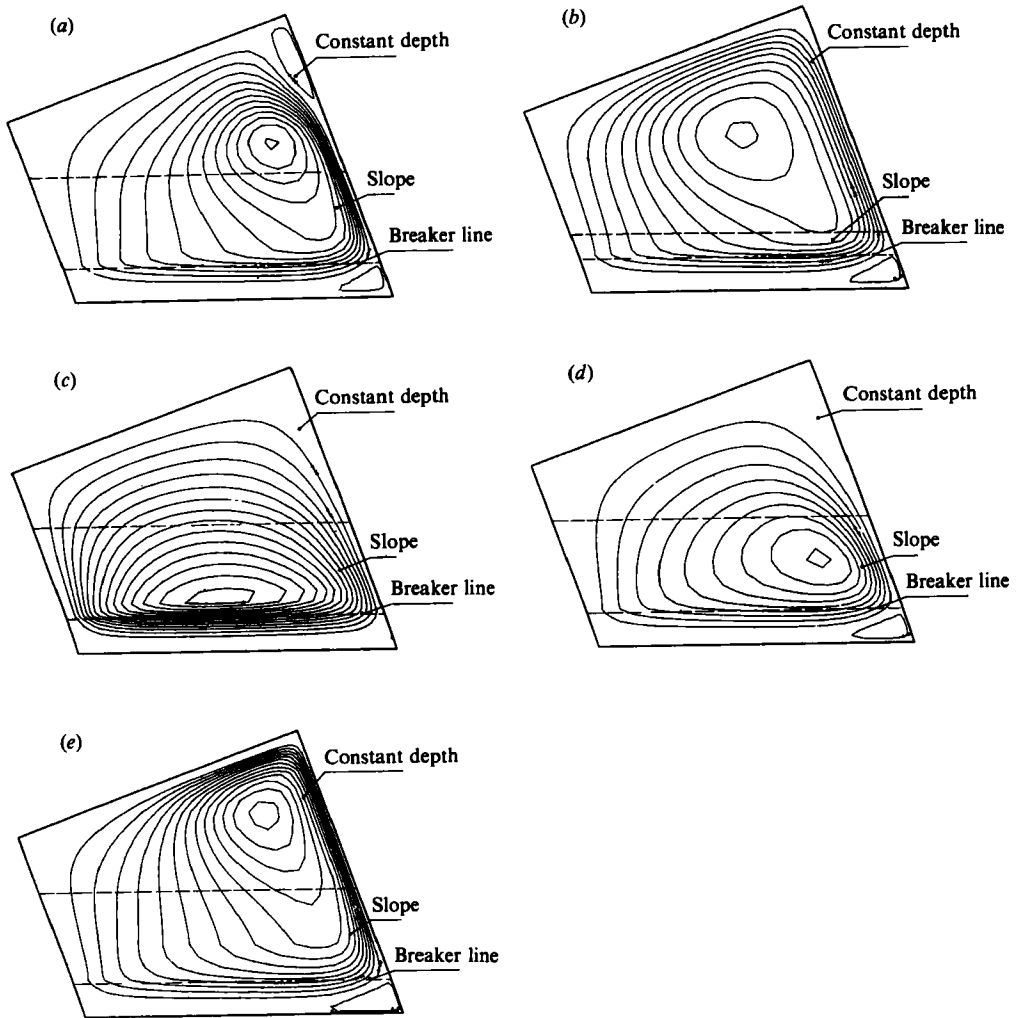 (a)
Constant depth
Slope
Breaker line
(b)
Constant depth
Slope
Breaker line
(c)
Constant depth
Slope
Breaker line
(d)
Constant depth
Slope
Breaker line
(e)
Constant depth
Slope
Breaker line